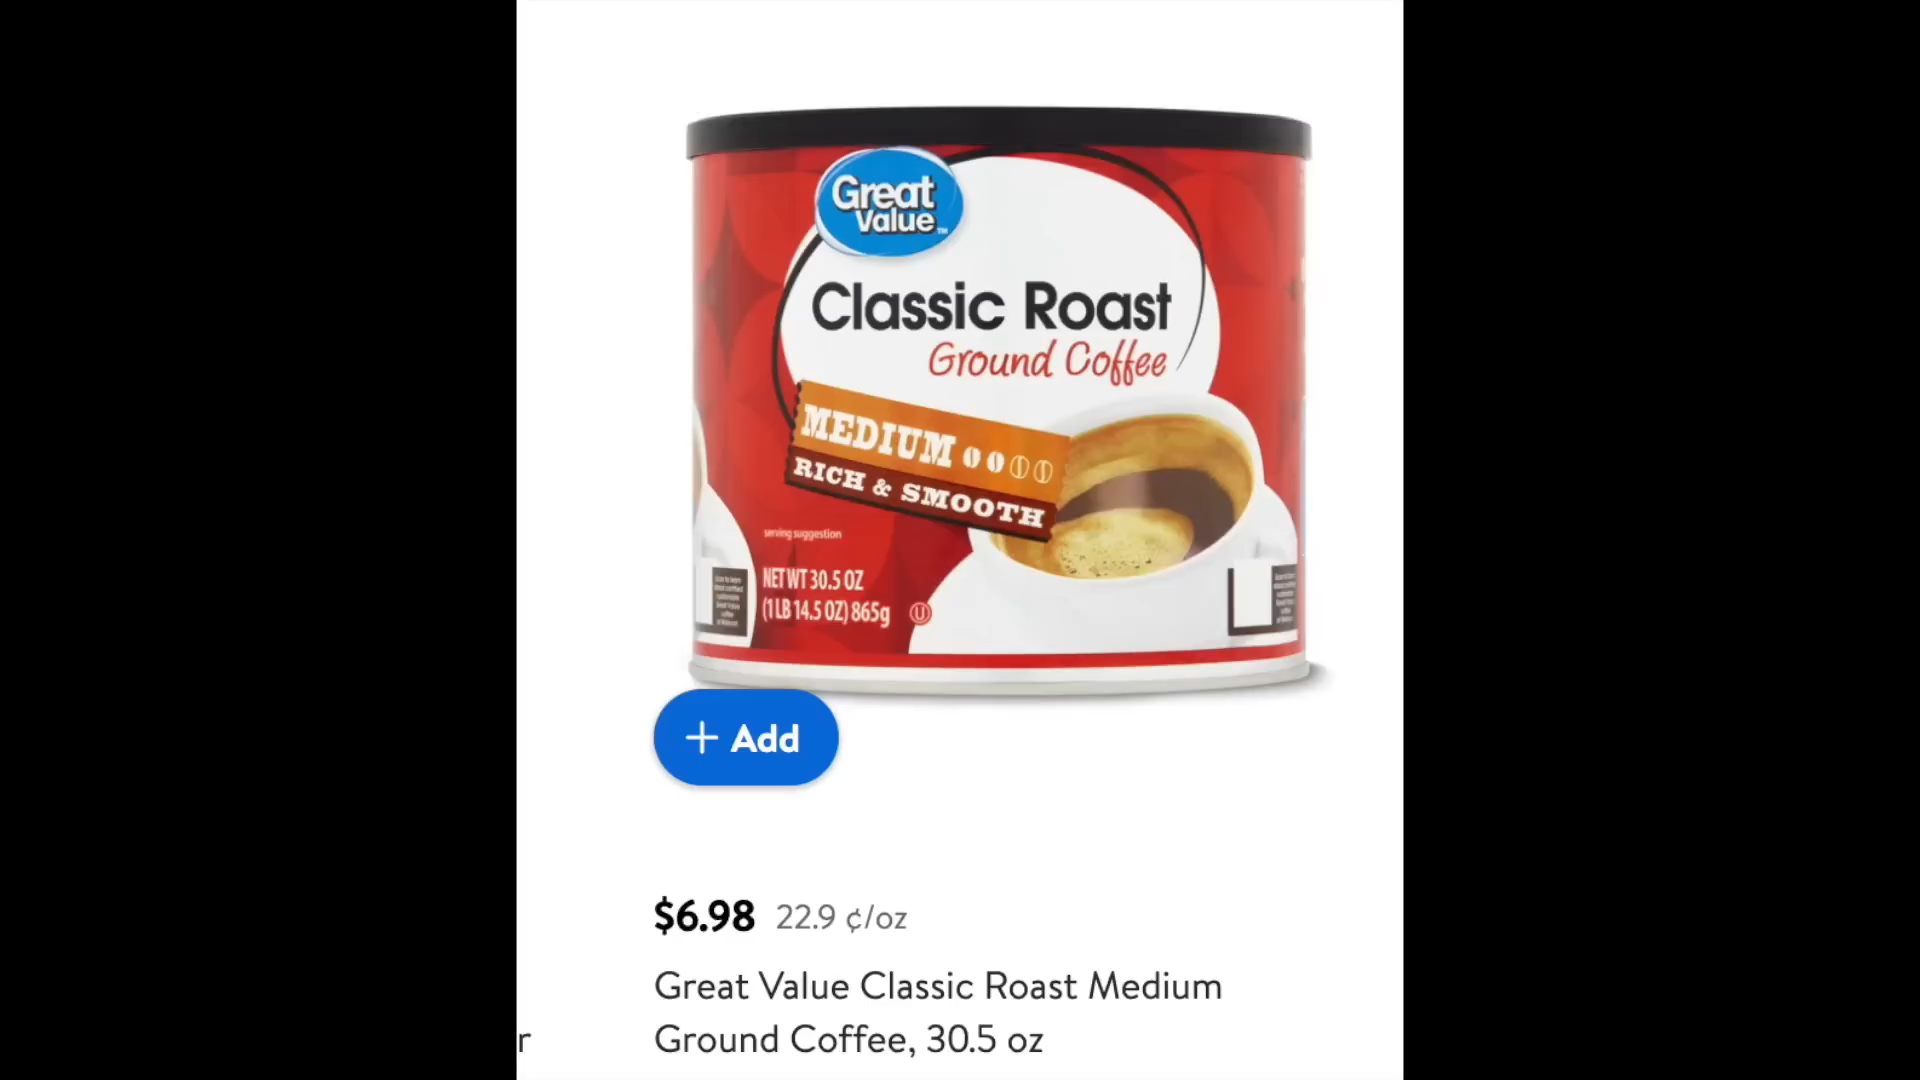 Great
Value™
Classic Roast
Ground Coffee
MEDIUM
RICH & SMOOTH
serving suggestion
NET WT 30.5 OZ
(1 LB 14.5 OZ) 865g
U
+ Add
$6.98 22.9 ¢/oz
Great Value Classic Roast Medium
r Ground Coffee, 30.5 oz